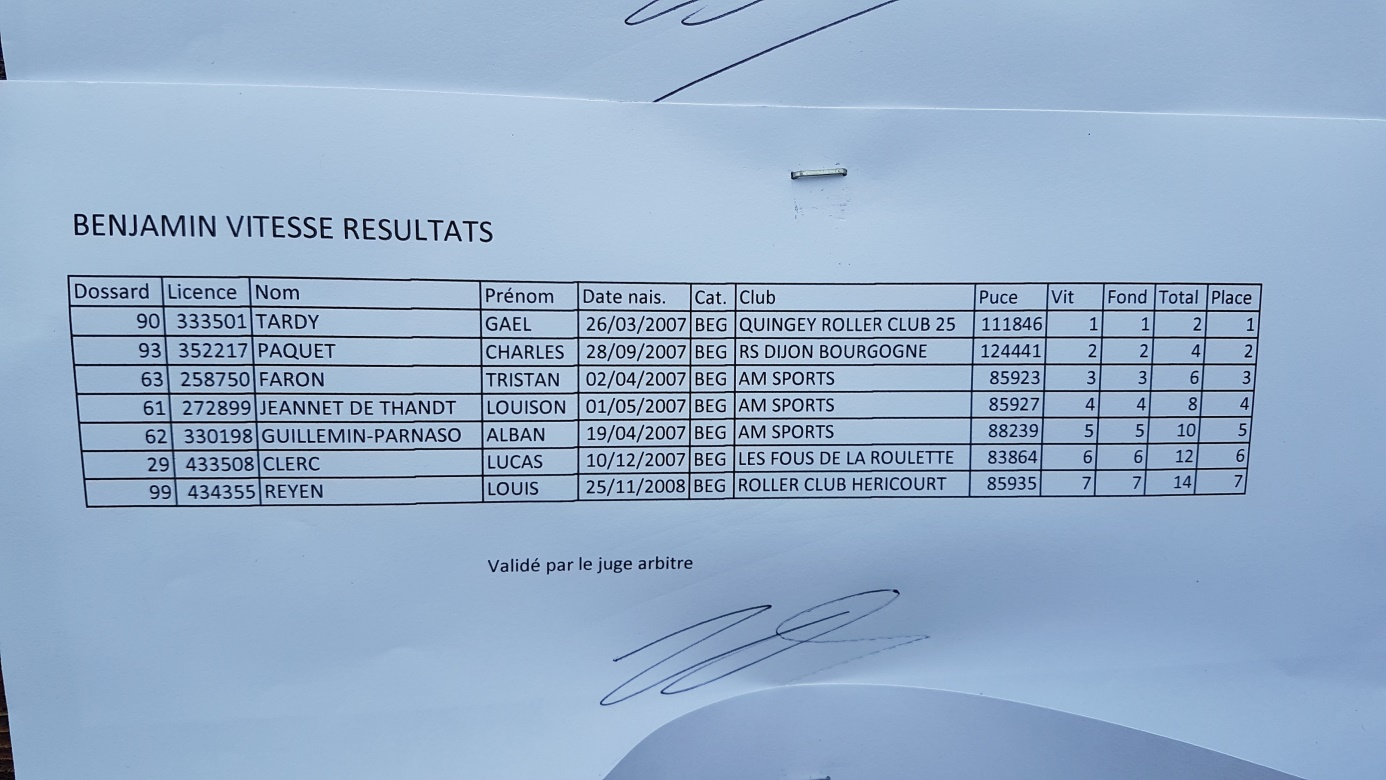 BENJAMIN VITESSE RESULTATS
Dossard Licence Nom Prénom Date nais. Cat. Club Puce Vit Fond Total Place
90 333501 TARDY GAEL 26/03/2007 BEG QUINGEY ROLLER CLUB 25 111846 1 1 2 1
93 352217 PAQUET CHARLES 28/09/2007 BEG RS DIJON BOURGOGNE 124441 2 2 4 2
63 258750 FARON TRISTAN 02/04/2007 BEG AM SPORTS 85923 3 3 6 3
61 272899 JEANNET DE THANDT LOUISON 01/05/2007 BEG AM SPORTS 85927 4 4 8 4
62 330198 GUILLEMIN-PARNASO ALBAN 19/04/2007 BEG AM SPORTS 88239 5 5 10 5
29 433508 CLERC LUCAS 10/12/2007 BEG LES FOUS DE LA ROULETTE 83864 6 6 12 6
99 434355 REYEN LOUIS 25/11/2008 BEG ROLLER CLUB HERICOURT 85935 7 7 14 7
Validé par le juge arbitre